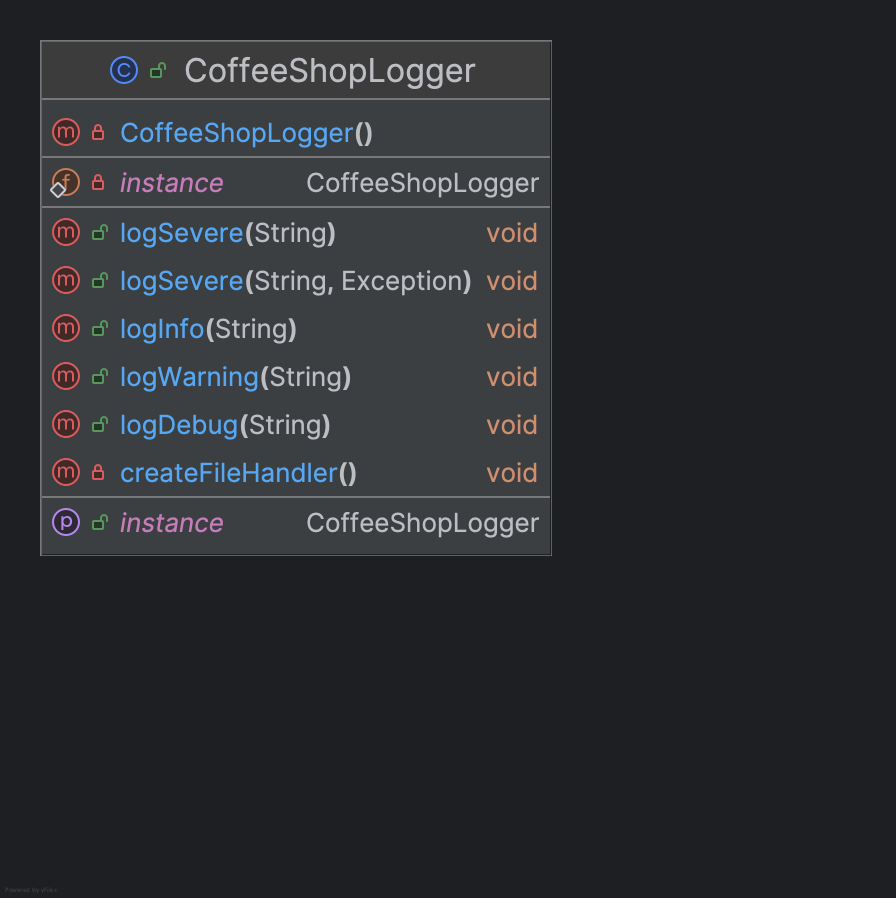 CoffeeShopLogger
CoffeeShopLogger()
instance CoffeeShopLogger
logSevere(String) void
logSevere(String, Exception) void
logInfo(String) void
logWarning(String) void
logDebug(String) void
createFileHandler() void
instance CoffeeShopLogger
Powered by yFiles